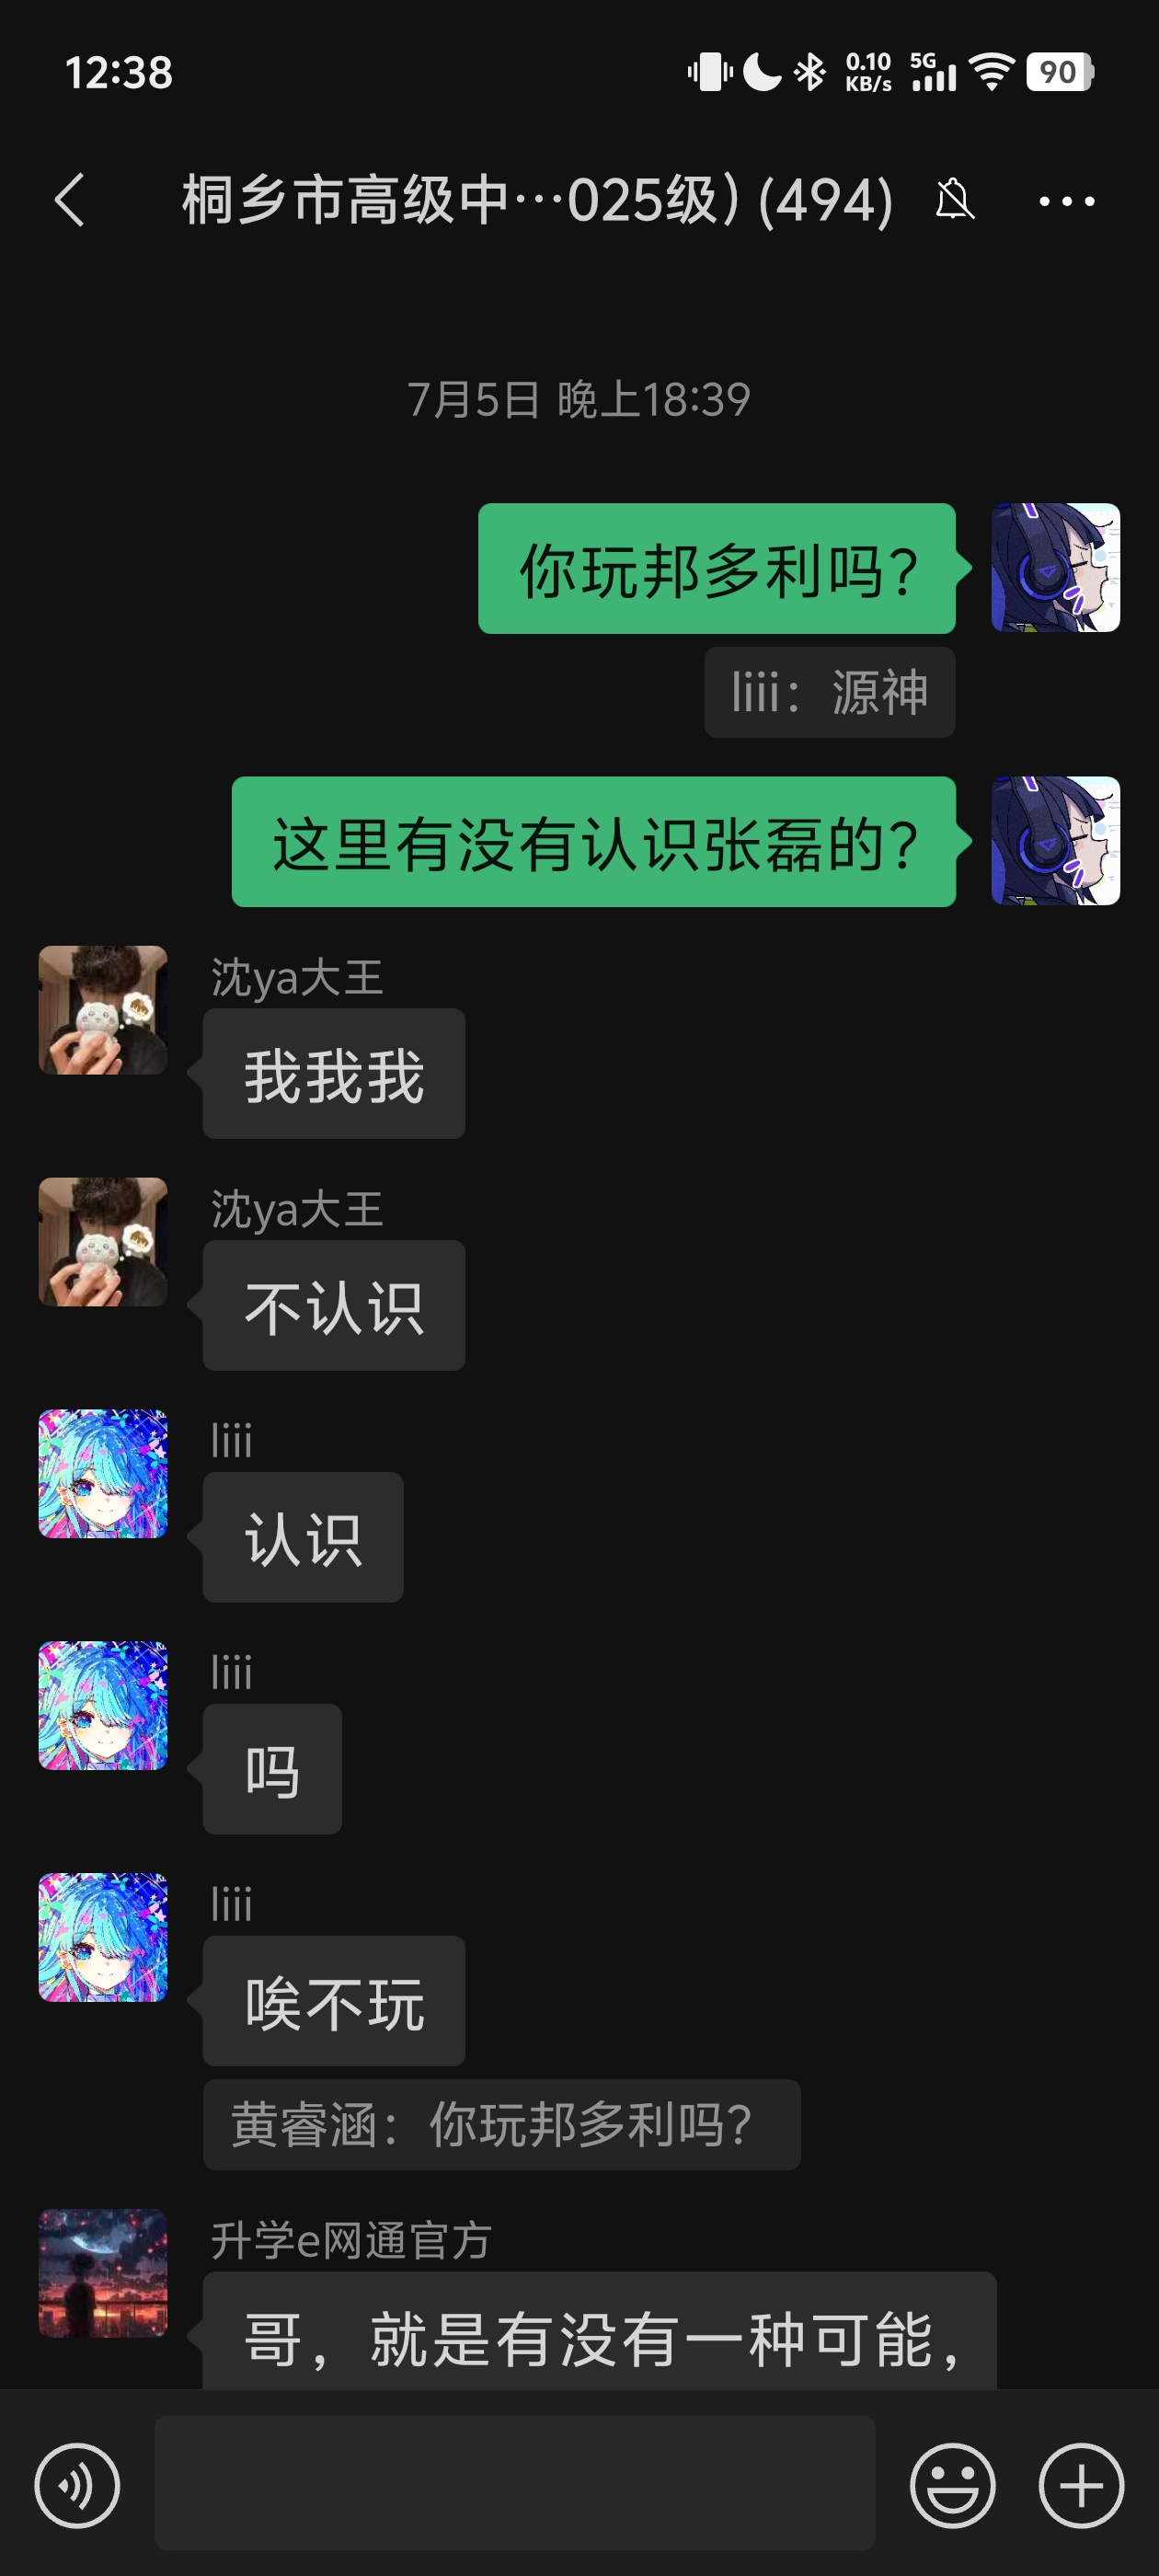 12:38
0.10 KB/s
5G
90
桐乡市高级中…025级）(494)
7月5日 晚上18:39
你玩邦多利吗？
liii：源神
这里有没有认识张磊的？
沈ya大王
我我我
沈ya大王
不认识
liii
认识
liii
吗
liii
唉不玩
黄睿涵：你玩邦多利吗？
升学e网通官方
哥，就是有没有一种可能，